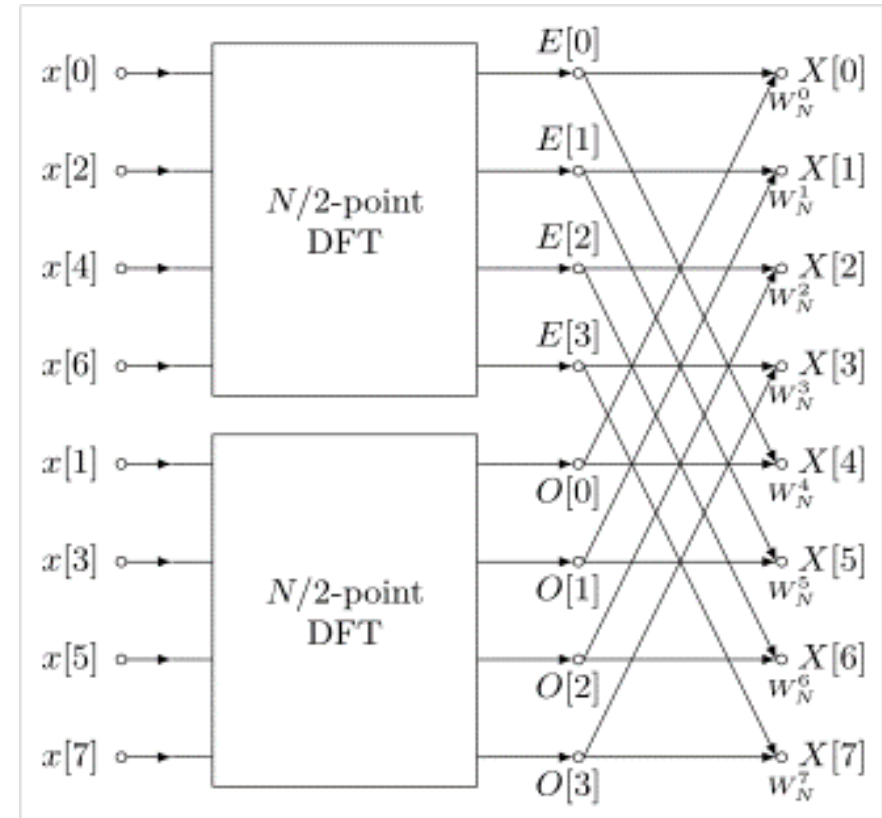 x[0] E[0] X[0]
W_N^0
x[2] E[1] X[1]
W_N^1
N/2-point
DFT
x[4] E[2] X[2]
W_N^2
x[6] E[3] X[3]
W_N^3
x[1] O[0] X[4]
W_N^4
x[3] O[1] X[5]
W_N^5
N/2-point
DFT
x[5] O[2] X[6]
W_N^6
x[7] O[3] X[7]
W_N^7